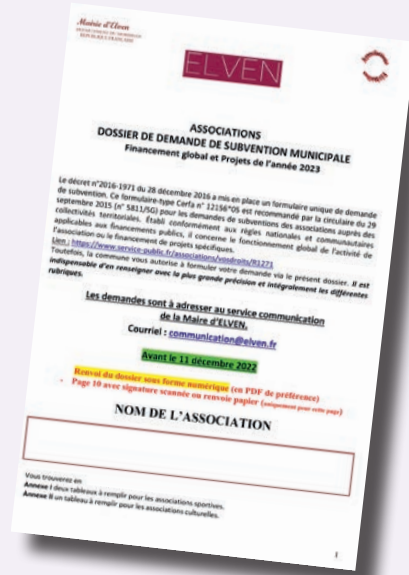 Mairie d'Elven
DEPARTEMENT DU MORBIHAN
REPUBLIQUE FRANCAISE
ELVEN
ASSOCIATIONS
DOSSIER DE DEMANDE DE SUBVENTION MUNICIPALE
Financement global et Projets de l'année 2023
Le décret n°2016-1971 du 28 décembre 2016 a mis en place un formulaire unique de demande
de subvention. Ce formulaire-type Cerfa n° 12156*05 est recommandé par la circulaire du 29
septembre 2015 (n° 5811/SG) pour les demandes de subventions des associations auprès des
collectivités territoriales. Établi conformément aux règles nationales et communautaires
applicables aux financements publics, il concerne le fonctionnement global de l'activité de
l'association ou le financement de projets spécifiques.
Lien : https://www.service-public.fr/associations/vosdroits/R1271
Toutefois, la commune vous autorise à formuler votre demande via le présent dossier. Il est
indispensable d'en renseigner avec la plus grande précision et intégralement les différentes
rubriques.
Les demandes sont à adresser au service communication
de la Maire d'ELVEN.
Courriel : communication@elven.fr
Avant le 11 décembre 2022
Renvoi du dossier sous forme numérique (en PDF de préférence)
- Page 10 avec signature scannée ou renvoie papier (uniquement pour cette page)
NOM DE L'ASSOCIATION
Vous trouverez en
Annexe I deux tableaux à remplir pour les associations sportives.
Annexe II un tableau à remplir pour les associations culturelles.
1